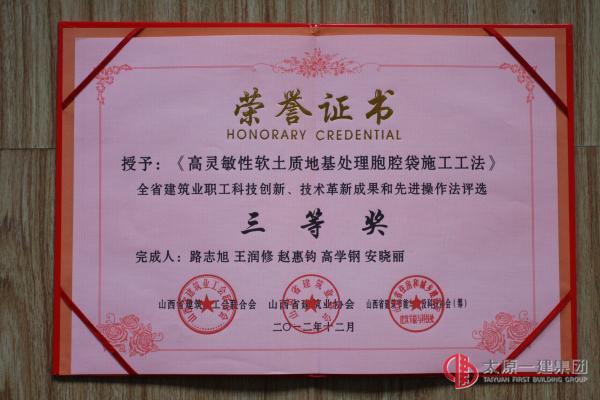 荣誉证书
HONORARY CREDENTIAL
授予：《高灵敏性软土质地基处理胞腔袋施工工法》
全省建筑业职工科技创新、技术革新成果和先进操作法评选
三等奖
完成人：路志旭 王润修 赵惠钧 高学钢 安晓丽
山西省建筑业工会联合会 山西省建筑业协会
二〇一二年十二月
太原一建集团
TAIYUAN FIRST BUILDING GROUP